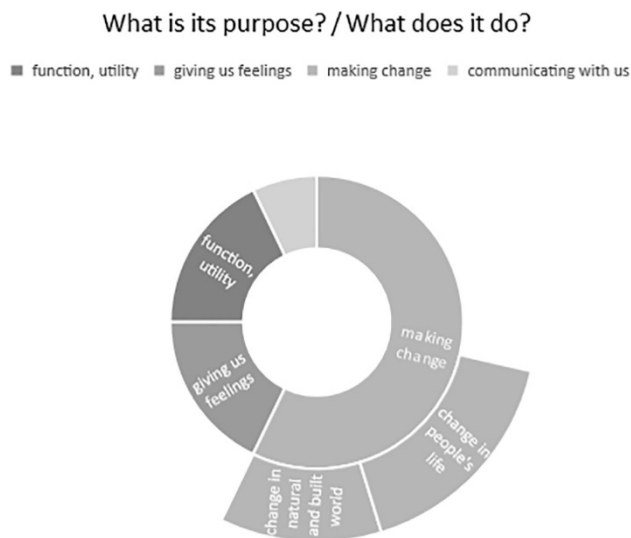 What is its purpose? / What does it do?
function, utility giving us feelings making change communicating with us
function,
utility
making
change
giving us
feelings
change in
people's
life
change in
natural
and built
world